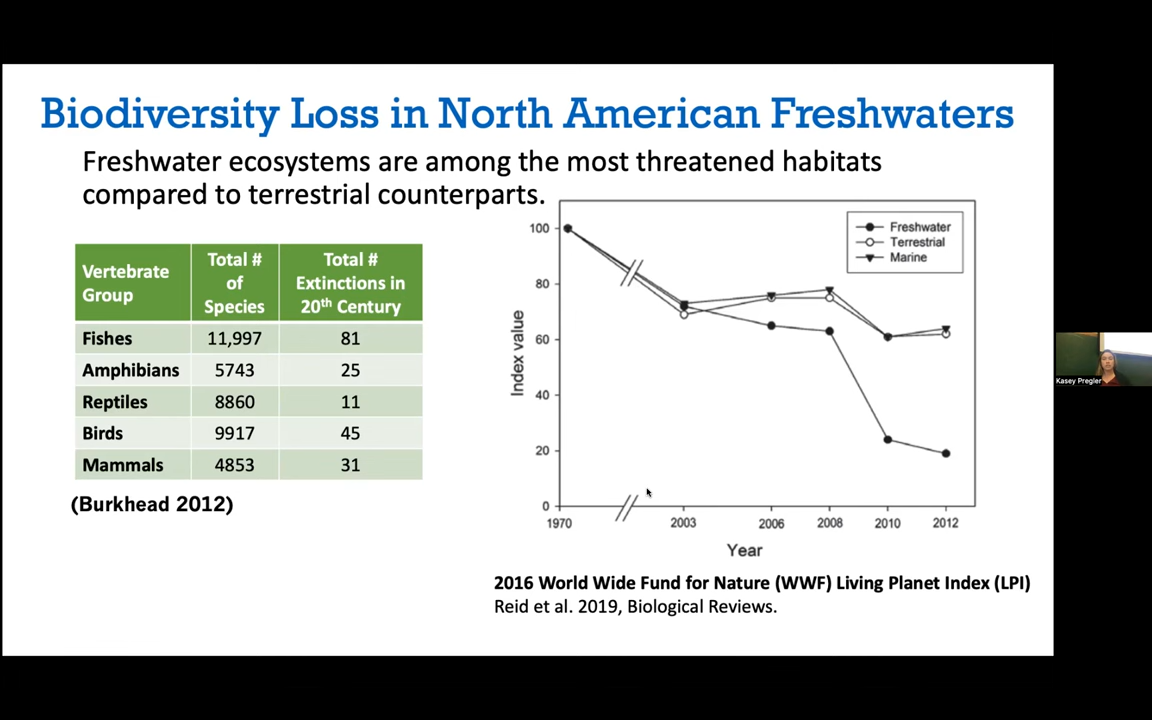 Biodiversity Loss in North American Freshwaters
Freshwater ecosystems are among the most threatened habitats
compared to terrestrial counterparts.
Vertebrate
Group
Total #
of
Species
Total #
Extinctions in
20th Century
Fishes 11,997 81
Amphibians 5743 25
Reptiles 8860 11
Birds 9917 45
Mammals 4853 31
(Burkhead 2012)
Freshwater
Terrestrial
Marine
Index value
100
80
60
40
20
0
1970 2003 2006 2008 2010 2012
Year
2016 World Wide Fund for Nature (WWF) Living Planet Index (LPI)
Reid et al. 2019, Biological Reviews.
Kasey Pregler